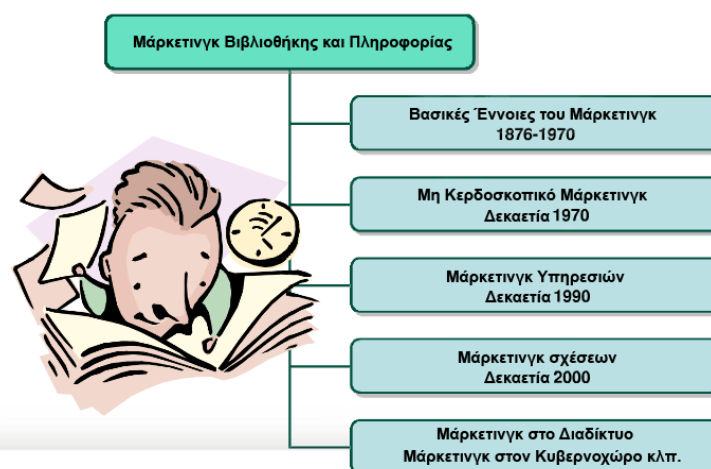 Μάρκετινγκ Βιβλιοθήκης και Πληροφορίας
Βασικές Έννοιες του Μάρκετινγκ
1876-1970
Μη Κερδοσκοπικό Μάρκετινγκ
Δεκαετία 1970
Μάρκετινγκ Υπηρεσιών
Δεκαετία 1990
Μάρκετινγκ σχέσεων
Δεκαετία 2000
Μάρκετινγκ στο Διαδίκτυο
Μάρκετινγκ στον Κυβερνοχώρο κλπ.